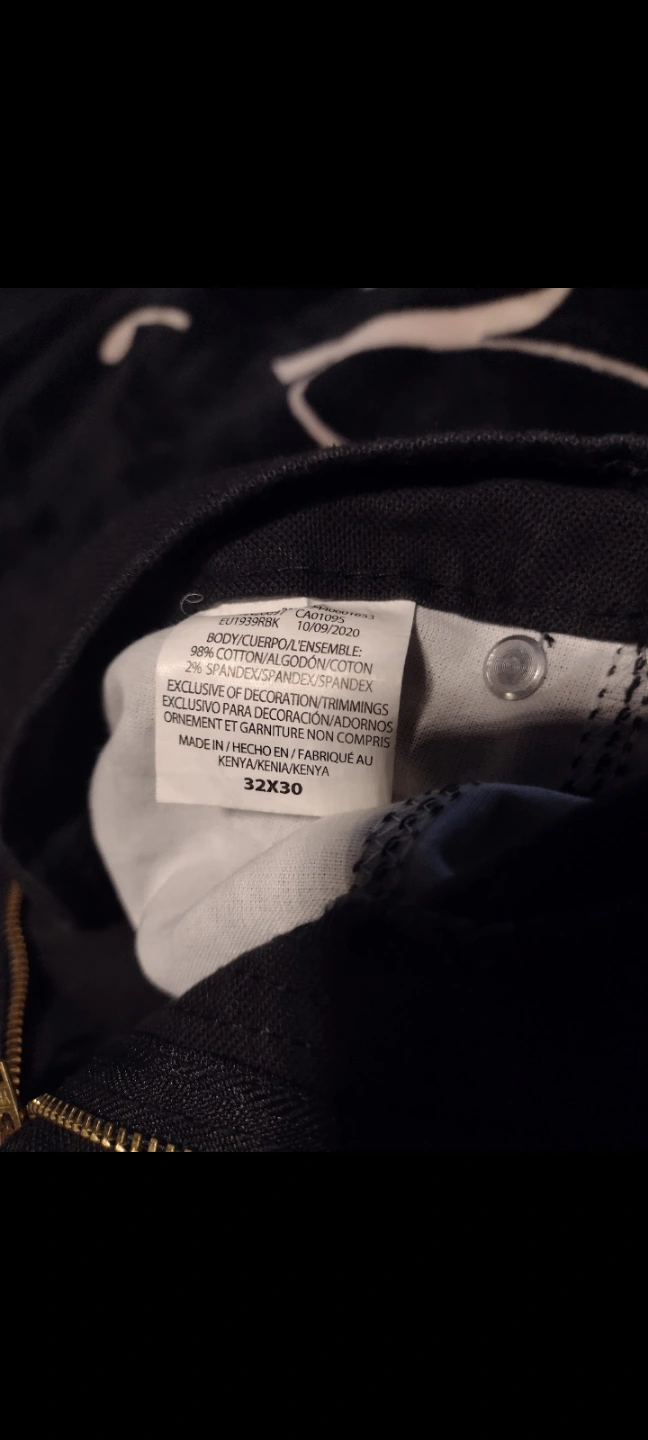 CA01095
EU1939RBK 10/09/2020
BODY/CUERPO/L'ENSEMBLE:
98% COTTON/ALGODÓN/COTON
2% SPANDEX/SPANDEX/SPANDEX
EXCLUSIVE OF DECORATION/TRIMMINGS
EXCLUSIVO PARA DECORACIÓN/ADORNOS
ORNEMENT ET GARNITURE NON COMPRIS
MADE IN / HECHO EN / FABRIQUÉ AU
KENYA/KENIA/KENYA
32X30